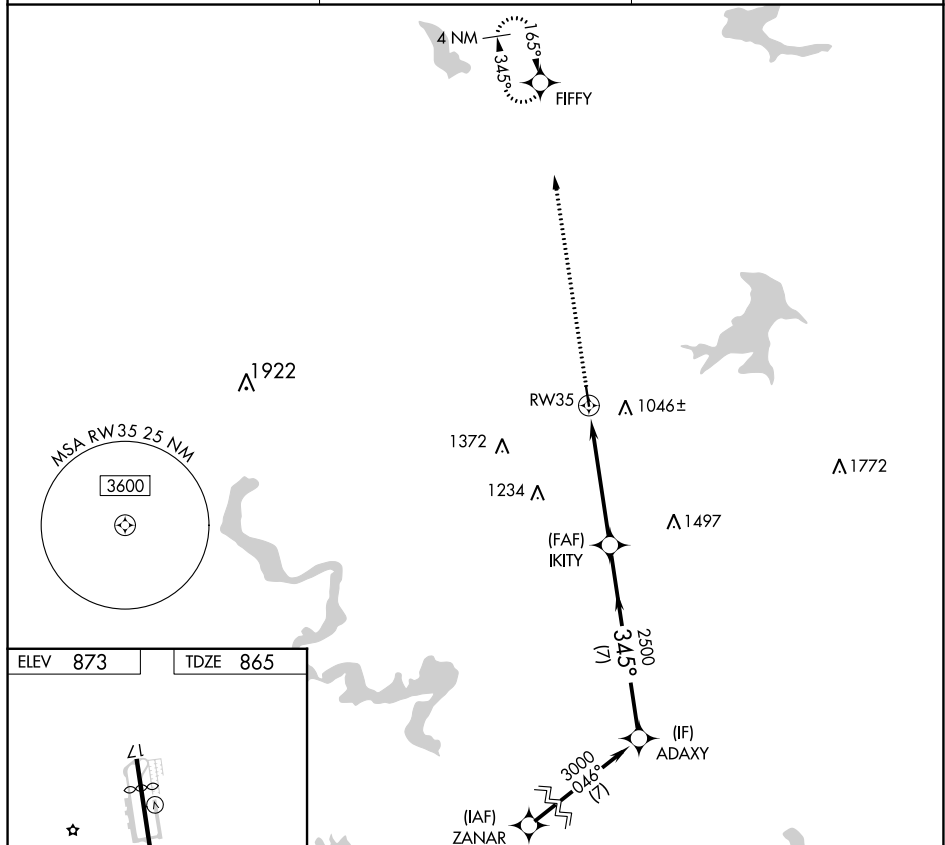 4 NM
165°
345°
FIFFY
1922
RW35
1046±
MSA RW35 25 NM
3600
1372
1772
1234
1497
(FAF)
IKITY
2500
345°
(7)
ELEV 873
TDZE 865
(IF)
ADAXY
3000
046°
(7)
17
(IAF)
ZANAR